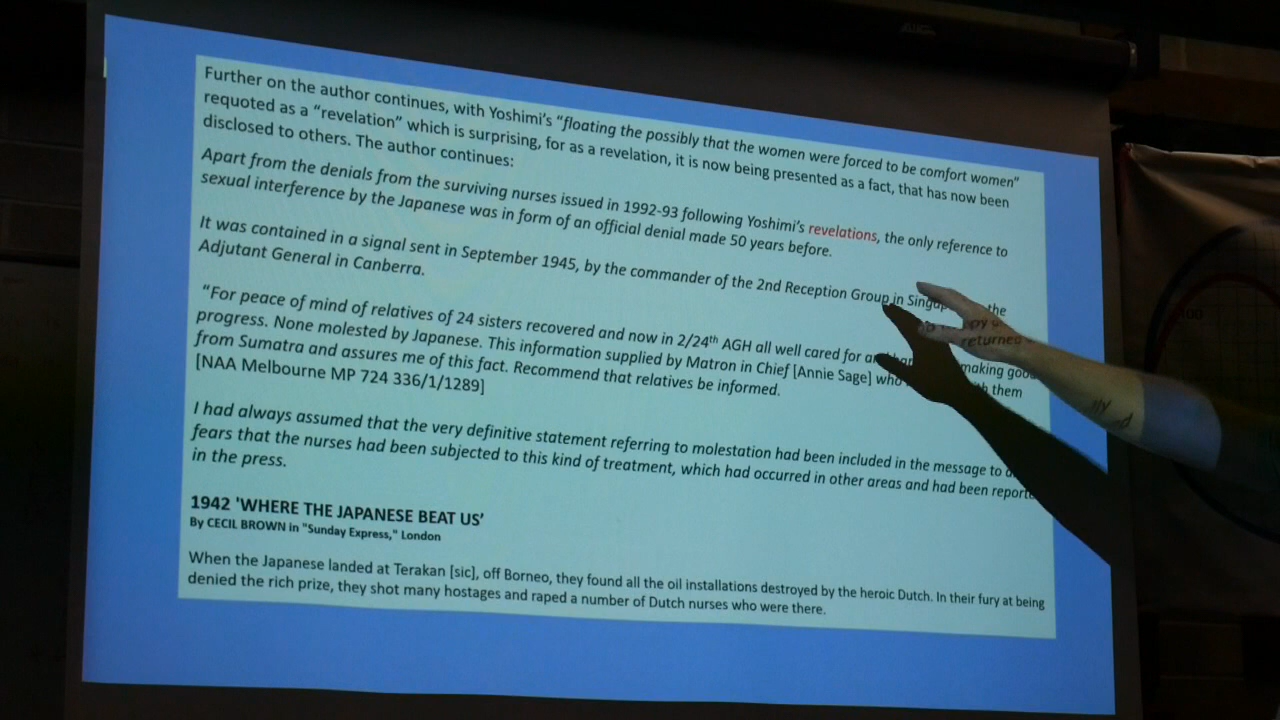 Further on the author continues, with Yoshimi's "floating the possibly that the women were forced to be comfort women"
requoted as a "revelation" which is surprising, for as a revelation, it is now being presented as a fact, that has now been
disclosed to others. The author continues:
Apart from the denials from the surviving nurses issued in 1992-93 following Yoshimi's revelations, the only reference to
sexual interference by the Japanese was in form of an official denial made 50 years before.
It was contained in a signal sent in September 1945, by the commander of the 2nd Reception Group in the
Adjutant General in Canberra.
"For peace of mind of relatives of 24 sisters recovered and now in 2/24th AGH all well cared for making
progress. None molested by Japanese. This information supplied by Matron in Chief [Annie Sage] who them
from Sumatra and assures me of this fact. Recommend that relatives be informed.
[NAA Melbourne MP 724 336/1/1289]
I had always assumed that the very definitive statement referring to molestation had been included in the message to
fears that the nurses had been subjected to this kind of treatment, which had occurred in other areas and had been
in the press.
1942 'WHERE THE JAPANESE BEAT US'
By CECIL BROWN in "Sunday Express," London
When the Japanese landed at Terakan [sic], off Borneo, they found all the oil installations destroyed by the heroic Dutch. In their fury at being
denied the rich prize, they shot many hostages and raped a number of Dutch nurses who were there.
returned